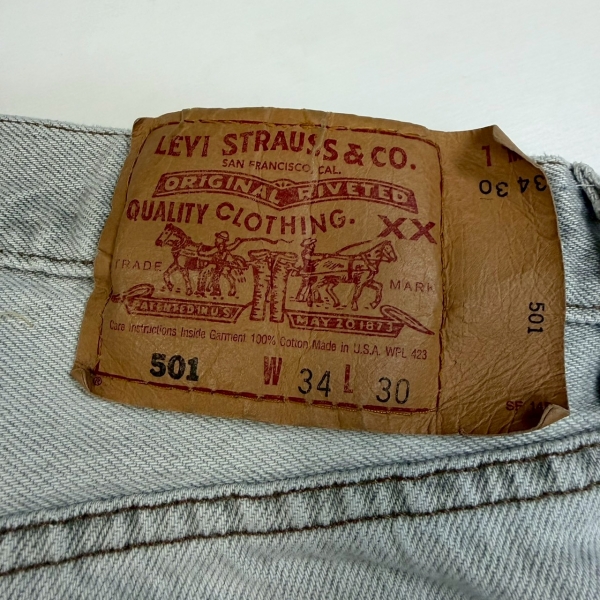 LEVI STRAUSS & CO.
SAN FRANCISCO, CAL.
ORIGINAL RIVETED
QUALITY CLOTHING.
XX
TRADE MARK
PATENTED IN U.S.
MAY 20 1873
Care Instructions Inside Garment 100% Cotton Made in U.S.A. WPL 423
501 W 34 L 30
34 30
501